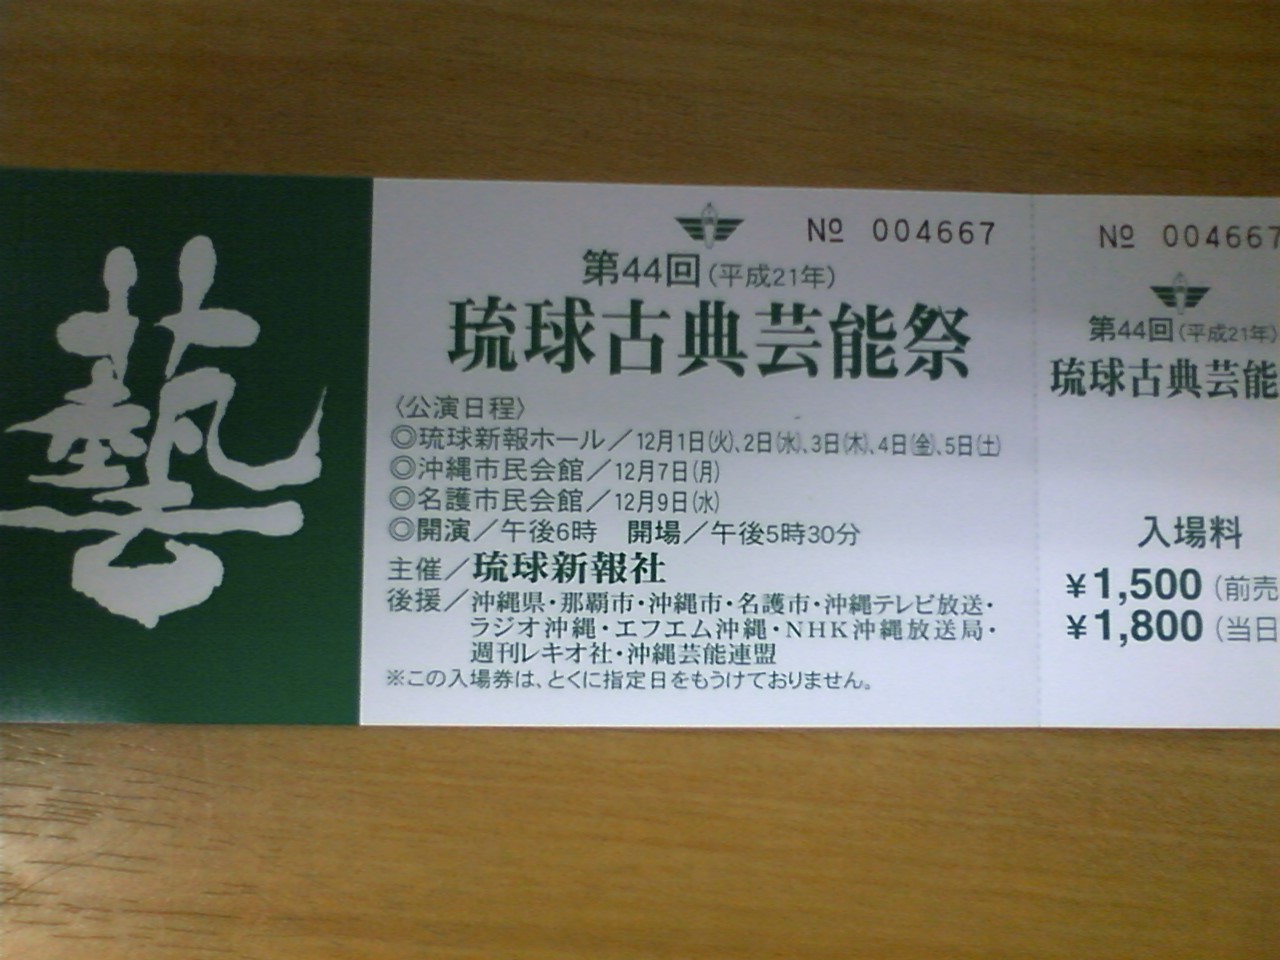 藝
№ 004667
第44回(平成21年)
琉球古典芸能祭
〈公演日程〉
◎琉球新報ホール／12月1日㈫、2日㈬、3日㈭、4日㈮、5日㈯
◎沖縄市民会館／12月7日㈪
◎名護市民会館／12月9日㈬
◎開演／午後6時　開場／午後5時30分
主催／琉球新報社
後援／沖縄県・那覇市・沖縄市・名護市・沖縄テレビ放送・
ラジオ沖縄・エフエム沖縄・NHK沖縄放送局・
週刊レキオ社・沖縄芸能連盟
※この入場券は、とくに指定日をもうけておりません。
№ 004667
第44回(平成21年)
琉球古典芸能
入場料
¥1,500(前売
¥1,800(当日